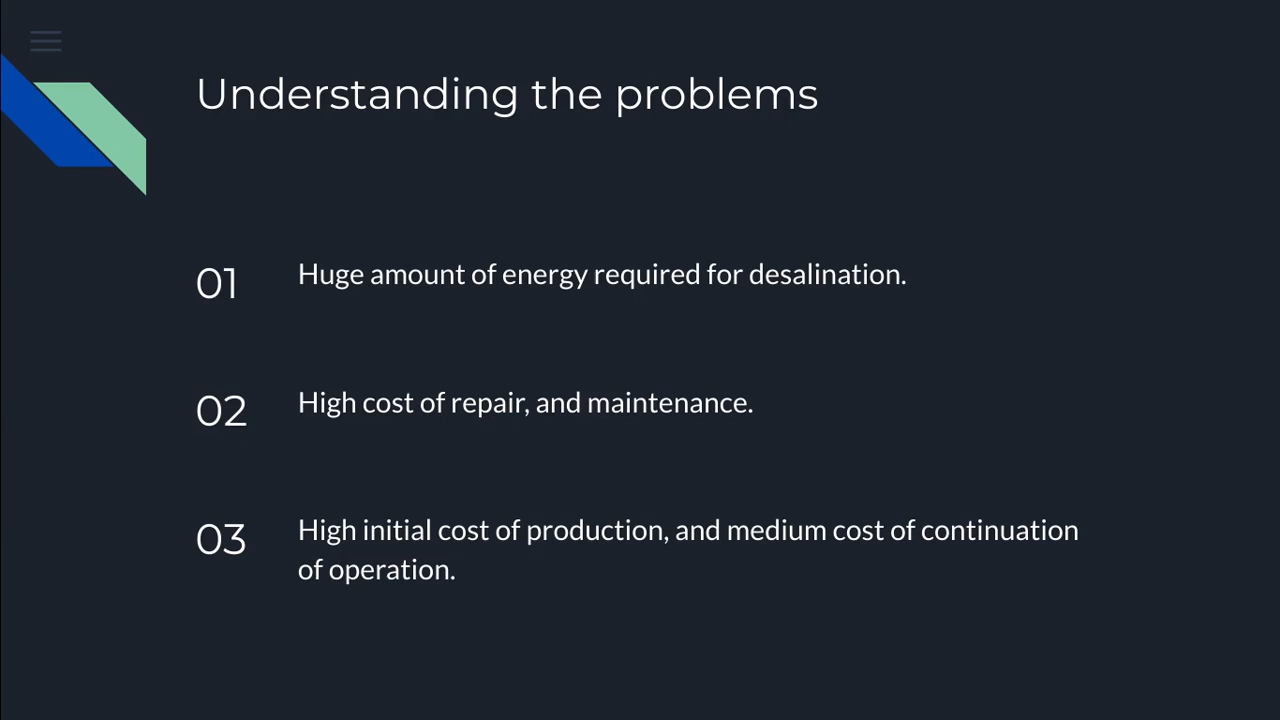 Understanding the problems
01
Huge amount of energy required for desalination.
02
High cost of repair, and maintenance.
03
High initial cost of production, and medium cost of continuation
of operation.